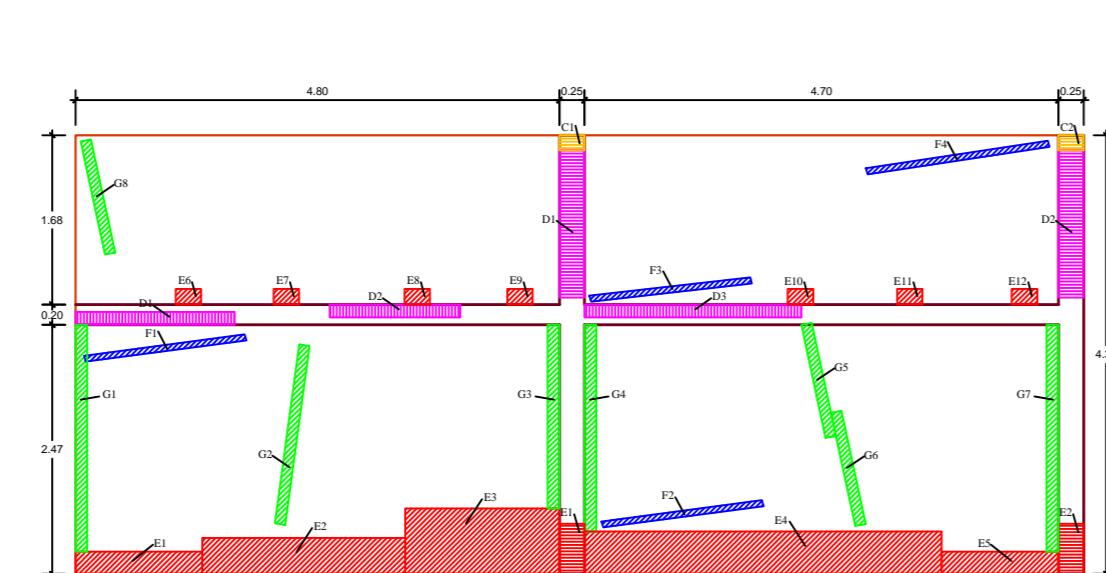 4.80 0.25 4.70 0.25
C1 C2
F4
G8
1.68 D1 D2
F3
E6 E7 E8 E9 E10 E11 E12
D1 D2 D3
0.20
F1
G1 G3 G4 G5 G7
2.47 G2 G6
E3 F2
E1 E2
E2 E4
E1 E5